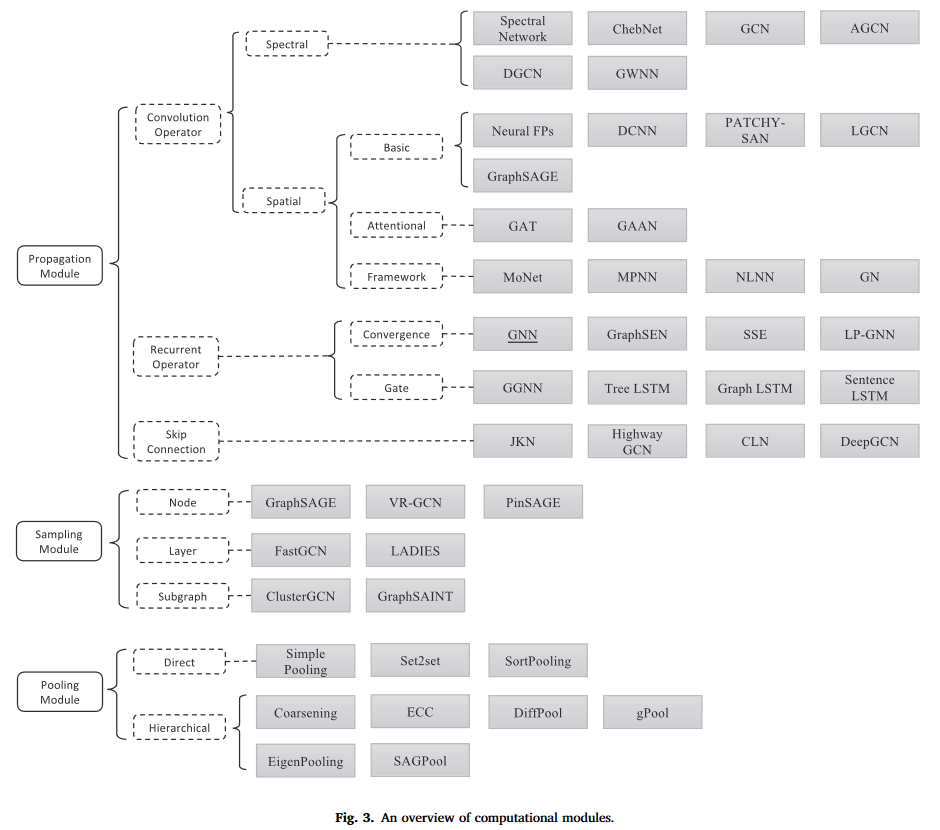 Spectral
Network
ChebNet
GCN
AGCN
Spectral
DGCN
GWNN
Convolution
Operator
Neural FPs
DCNN
PATCHY-
SAN
LGCN
Basic
GraphSAGE
Spatial
Attentional
GAT
GAAN
Propagation
Module
Framework
MoNet
MPNN
NLNN
GN
Convergence
GNN
GraphSEN
SSE
LP-GNN
Recurrent
Operator
Gate
GGNN
Tree LSTM
Graph LSTM
Sentence
LSTM
Skip
Connection
JKN
Highway
GCN
CLN
DeepGCN
Node
GraphSAGE
VR-GCN
PinSAGE
Sampling
Module
Layer
FastGCN
LADIES
Subgraph
ClusterGCN
GraphSAINT
Direct
Simple
Pooling
Set2set
SortPooling
Pooling
Module
Hierarchical
Coarsening
ECC
DiffPool
gPool
EigenPooling
SAGPool
Fig. 3. An overview of computational modules.